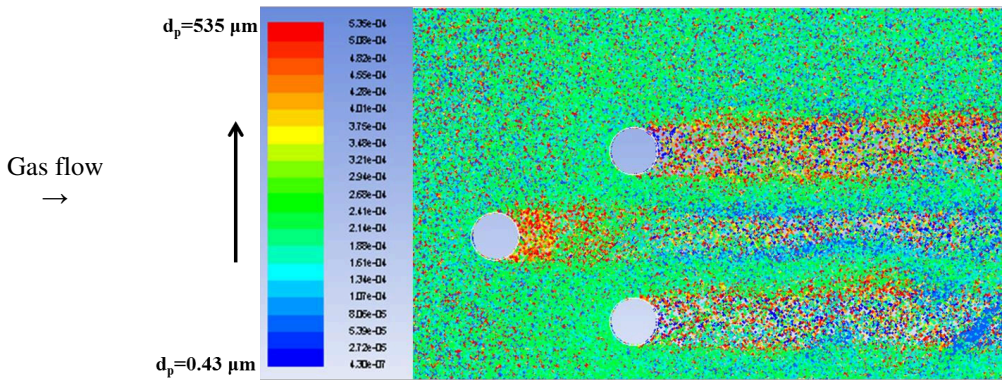 dp=535 μm
5.35e-04
5.08e-04
4.82e-04
4.55e-04
4.28e-04
4.01e-04
3.75e-04
3.48e-04
3.21e-04
2.94e-04
2.68e-04
2.41e-04
2.14e-04
1.88e-04
1.61e-04
1.34e-04
1.07e-04
8.06e-05
5.39e-05
2.72e-05
4.30e-07
Gas flow
→
dp=0.43 μm